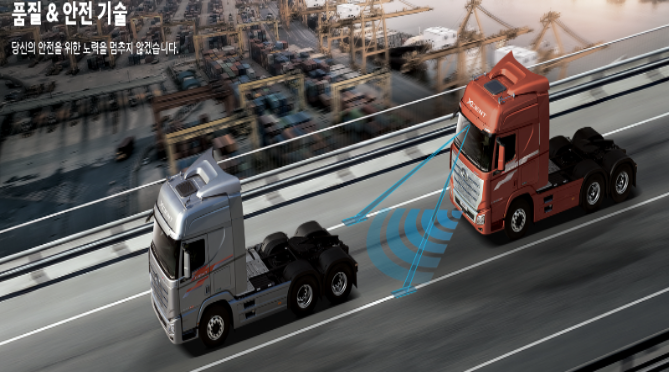 품질 & 안전 기술
당신의 안전을 위한 노력을 멈추지 않겠습니다.
XCIENT